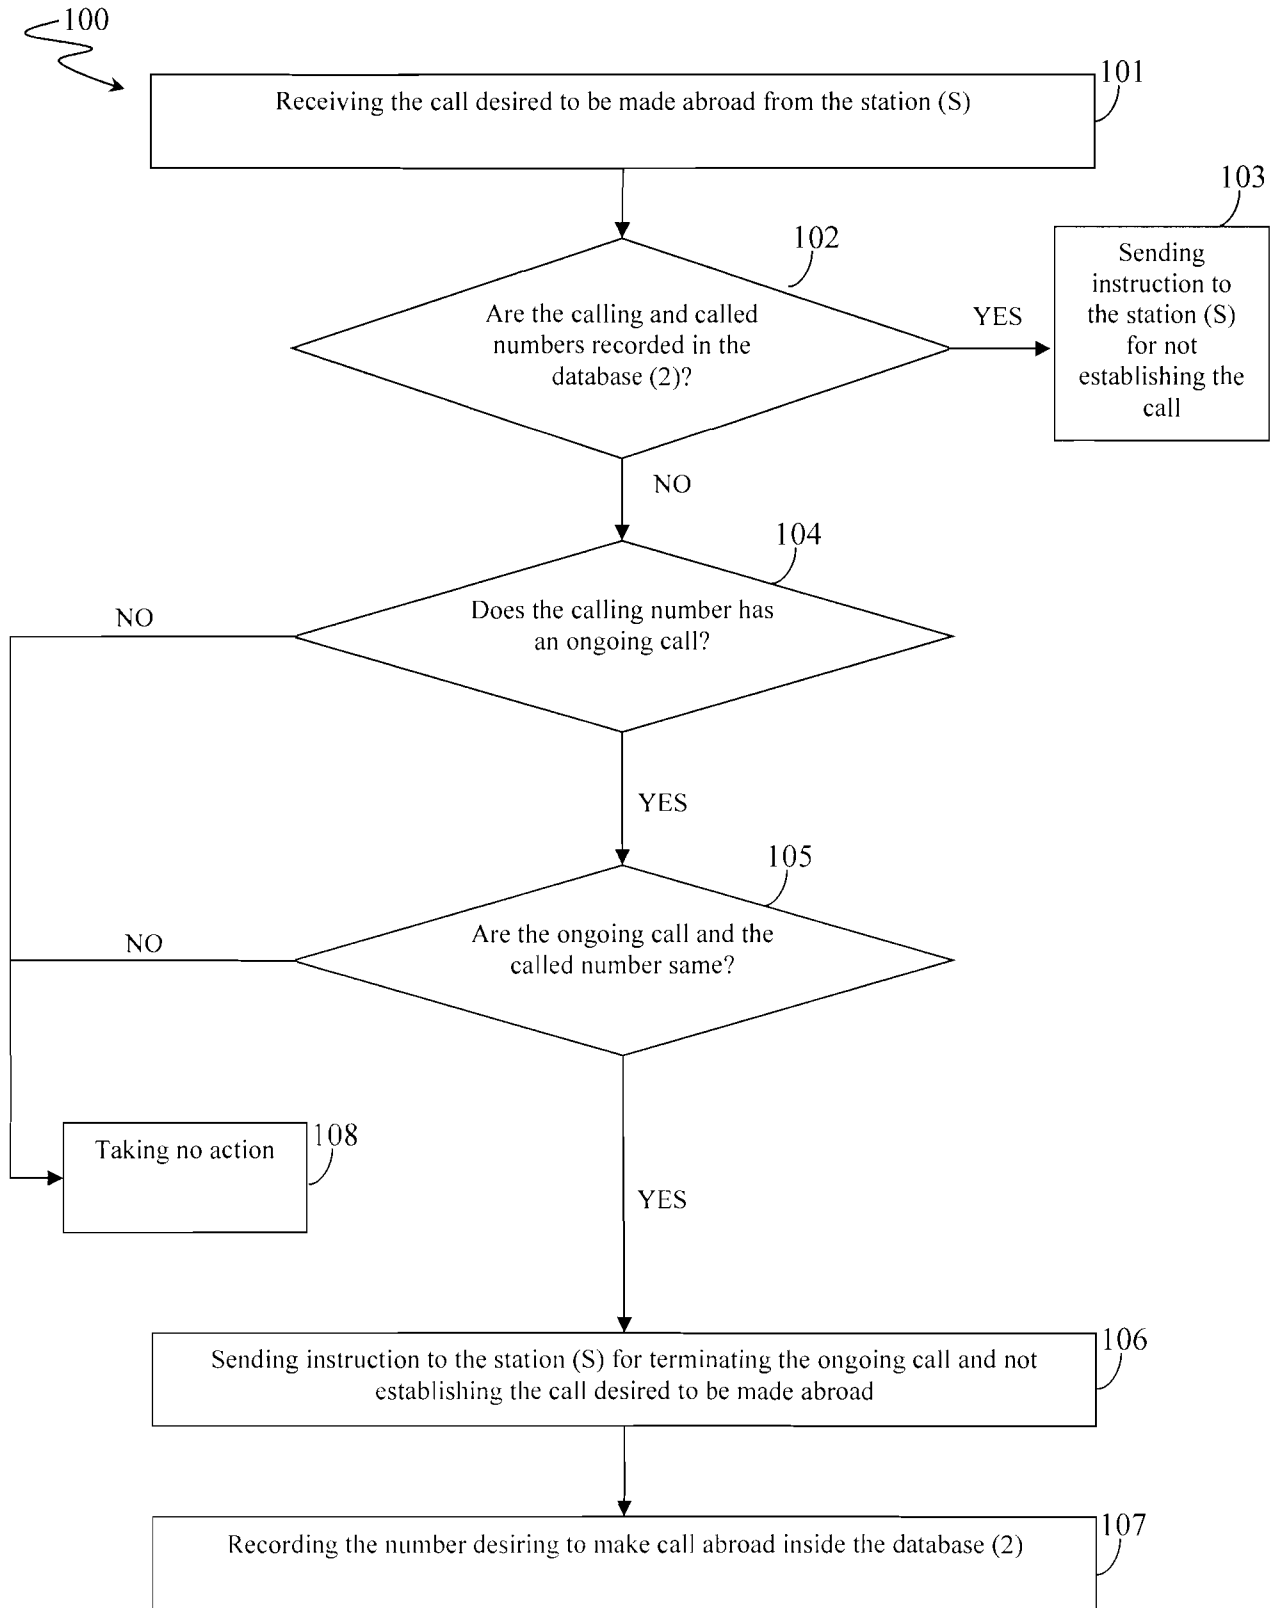 100
101
Receiving the call desired to be made abroad from the station (S)
102
Are the calling and called
numbers recorded in the
database (2)?
YES
103
Sending
instruction to
the station (S)
for not
establishing the
call
NO
104
Does the calling number has
an ongoing call?
NO
YES
105
Are the ongoing call and the
called number same?
NO
108
Taking no action
YES
106
Sending instruction to the station (S) for terminating the ongoing call and not
establishing the call desired to be made abroad
107
Recording the number desiring to make call abroad inside the database (2)